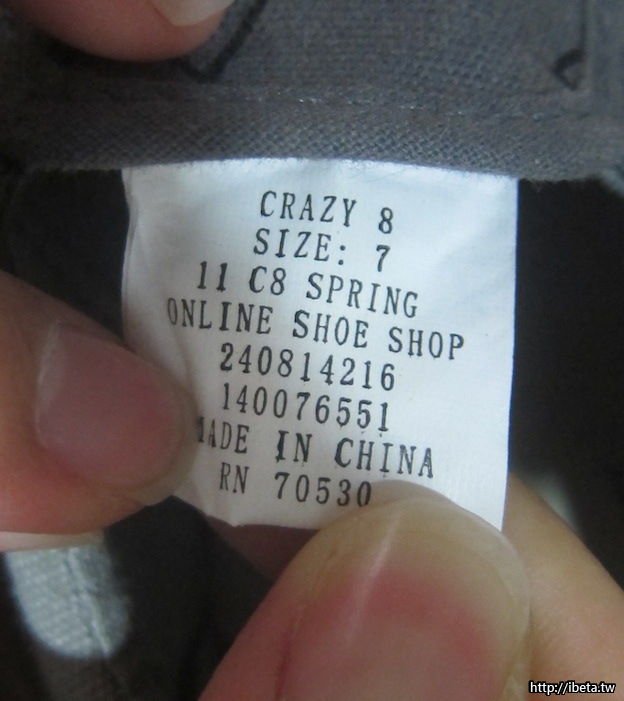 CRAZY 8
SIZE: 7
11 C8 SPRING
ONLINE SHOE SHOP
240814216
140076551
MADE IN CHINA
RN 70530
http://ibeta.tw